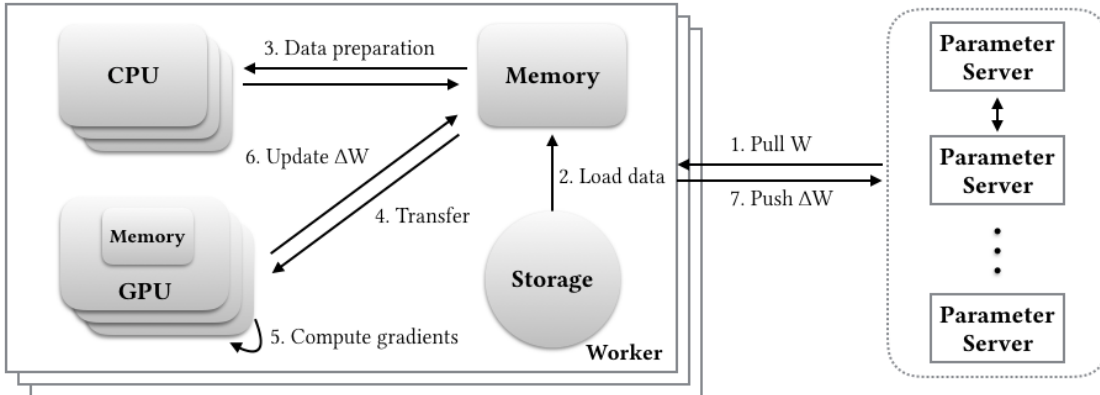 3. Data preparation
CPU
Memory
6. Update ΔW
4. Transfer
2. Load data
Memory
GPU
Storage
5. Compute gradients
Worker
1. Pull W
7. Push ΔW
Parameter
Server
Parameter
Server
Parameter
Server